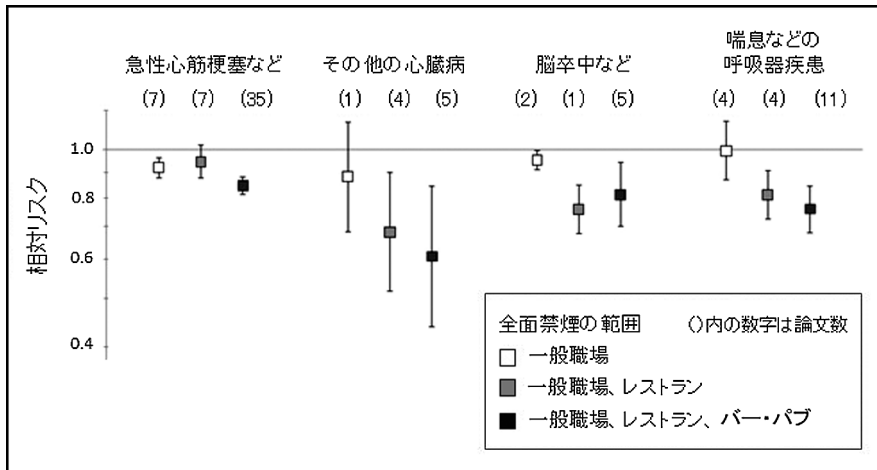 急性心筋梗塞など
その他の心臓病
脳卒中など
喘息などの
呼吸器疾患
(7) (7) (35)
(1) (4) (5)
(2) (1) (5)
(4) (4) (11)
相対リスク
1.0
0.8
0.6
0.4
全面禁煙の範囲 ()内の数字は論文数
一般職場
一般職場、レストラン
一般職場、レストラン、バー・パブ